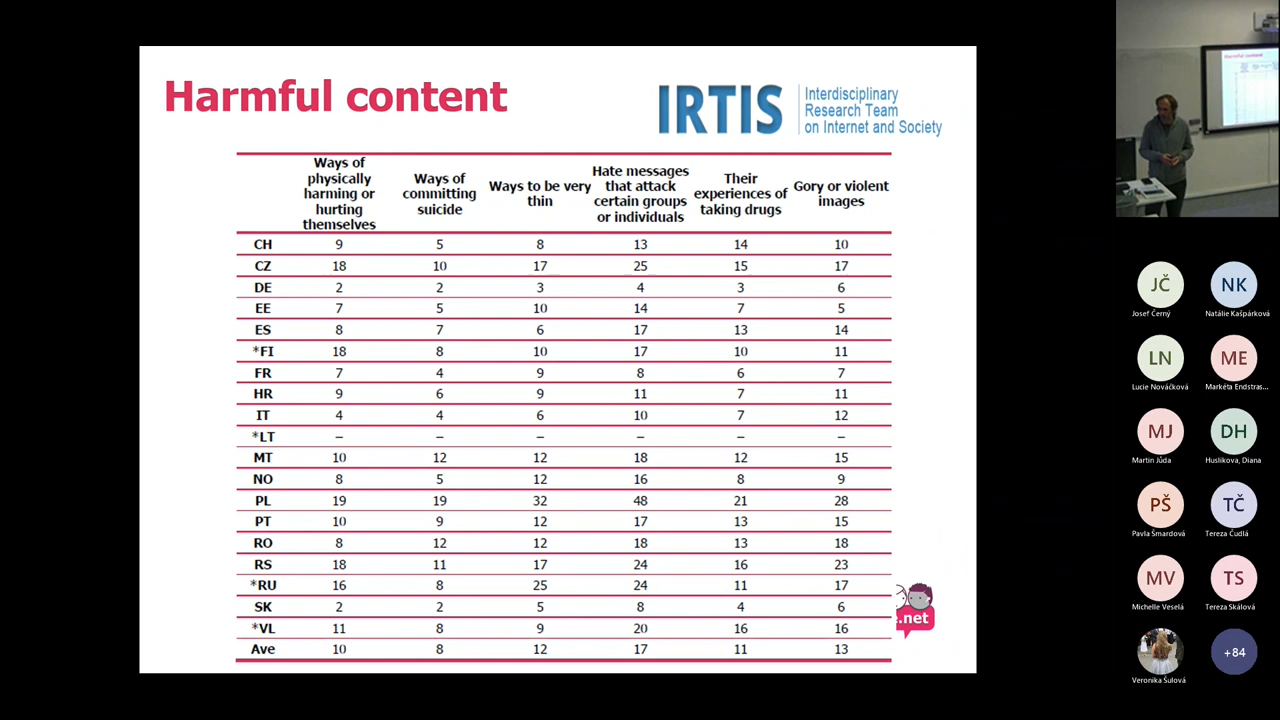 Harmful content
IRTIS
Interdisciplinary
Research Team
on Internet and Society
Ways of
physically
harming or
hurting
themselves
Ways of
committing
suicide
Ways to be very
thin
Hate messages
that attack
certain groups
or individuals
Their
experiences of
taking drugs
Gory or violent
images
CH 9 5 8 13 14 10
CZ 18 10 17 25 15 17
DE 2 2 3 4 3 6
EE 7 5 10 14 7 5
ES 8 7 6 17 13 14
*FI 18 8 10 17 10 11
FR 7 4 9 8 6 7
HR 9 6 9 11 7 11
IT 4 4 6 10 7 12
*LT – – – – – –
MT 10 12 12 18 12 15
NO 8 5 12 16 8 9
PL 19 19 32 48 21 28
PT 10 9 12 17 13 15
RO 8 12 12 18 13 18
RS 18 11 17 24 16 23
*RU 16 8 25 24 11 17
SK 2 2 5 8 4 6
*VL 11 8 9 20 16 16
Ave 10 8 12 17 11 13
.net
Harmful content
JČ
Josef Černý
NK
Natálie Kašpárková
LN
Lucie Nováčková
ME
Markéta Endstras...
MJ
Martin Jůda
DH
Huslikova, Diana
PŠ
Pavla Šmardová
TČ
Tereza Čudlá
MV
Michelle Veselá
TS
Tereza Skálová
Veronika Šulová
+84